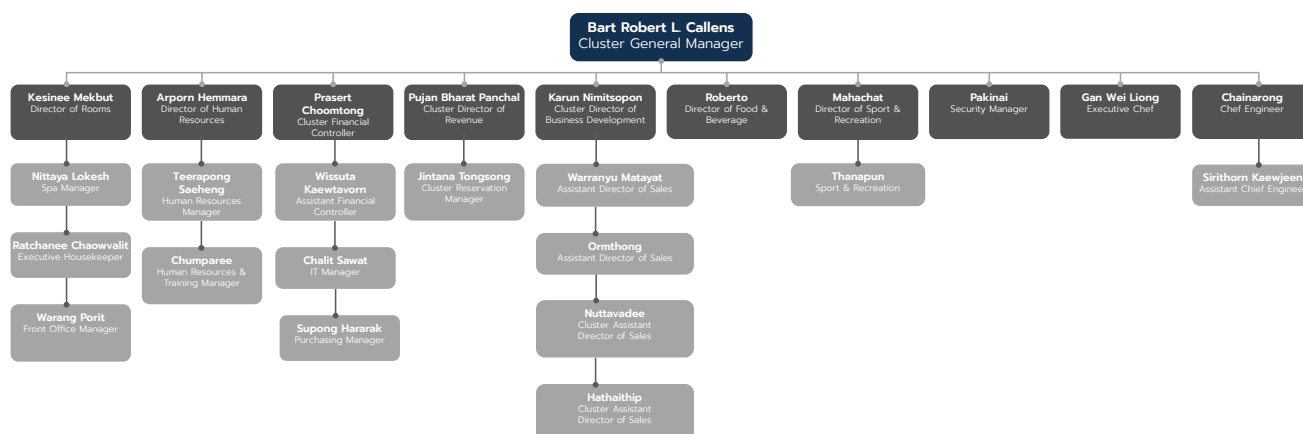 Bart Robert L. Callens
Cluster General Manager
Kesinee Mekbut
Director of Rooms
Arporn Hemmara
Director of Human
Resources
Prasert
Choomtong
Cluster Financial
Controller
Pujan Bharat Panchal
Cluster Director of
Revenue
Karun Nimitsopon
Cluster Director of
Business Development
Roberto
Director of Food &
Beverage
Mahachat
Director of Sport &
Recreation
Pakinai
Security Manager
Gan Wei Liong
Executive Chef
Chainarong
Chef Engineer
Nittaya Lokesh
Spa Manager
Ratchanee Chaowvalit
Executive Housekeeper
Warang Porit
Front Office Manager
Teerapong
Saeheng
Human Resources
Manager
Chumparee
Human Resources &
Training Manager
Wissuta
Kaewtavorn
Assistant Financial
Controller
Chalit Sawat
IT Manager
Supong Hararak
Purchasing Manager
Jintana Tongsong
Cluster Reservation
Manager
Warranyu Matayat
Assistant Director of Sales
Ormthong
Assistant Director of Sales
Nuttavadee
Cluster Assistant
Director of Sales
Hathaithip
Cluster Assistant
Director of Sales
Thanapun
Sport & Recreation
Sirithorn Kaewjeen
Assistant Chief Enginee